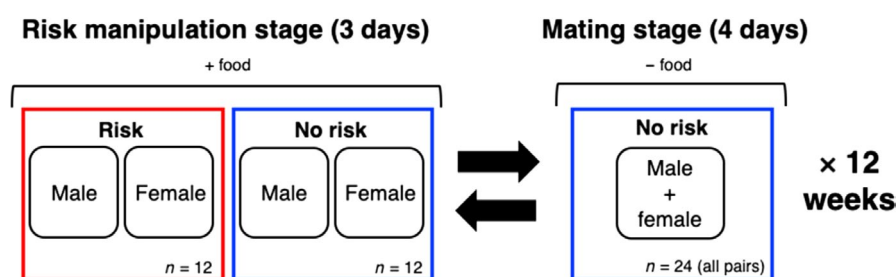 Risk manipulation stage (3 days)
+ food
Risk
Male
Female
n = 12
No risk
Male
Female
n = 12
Mating stage (4 days)
− food
No risk
Male
+
female
n = 24 (all pairs)
× 12
weeks